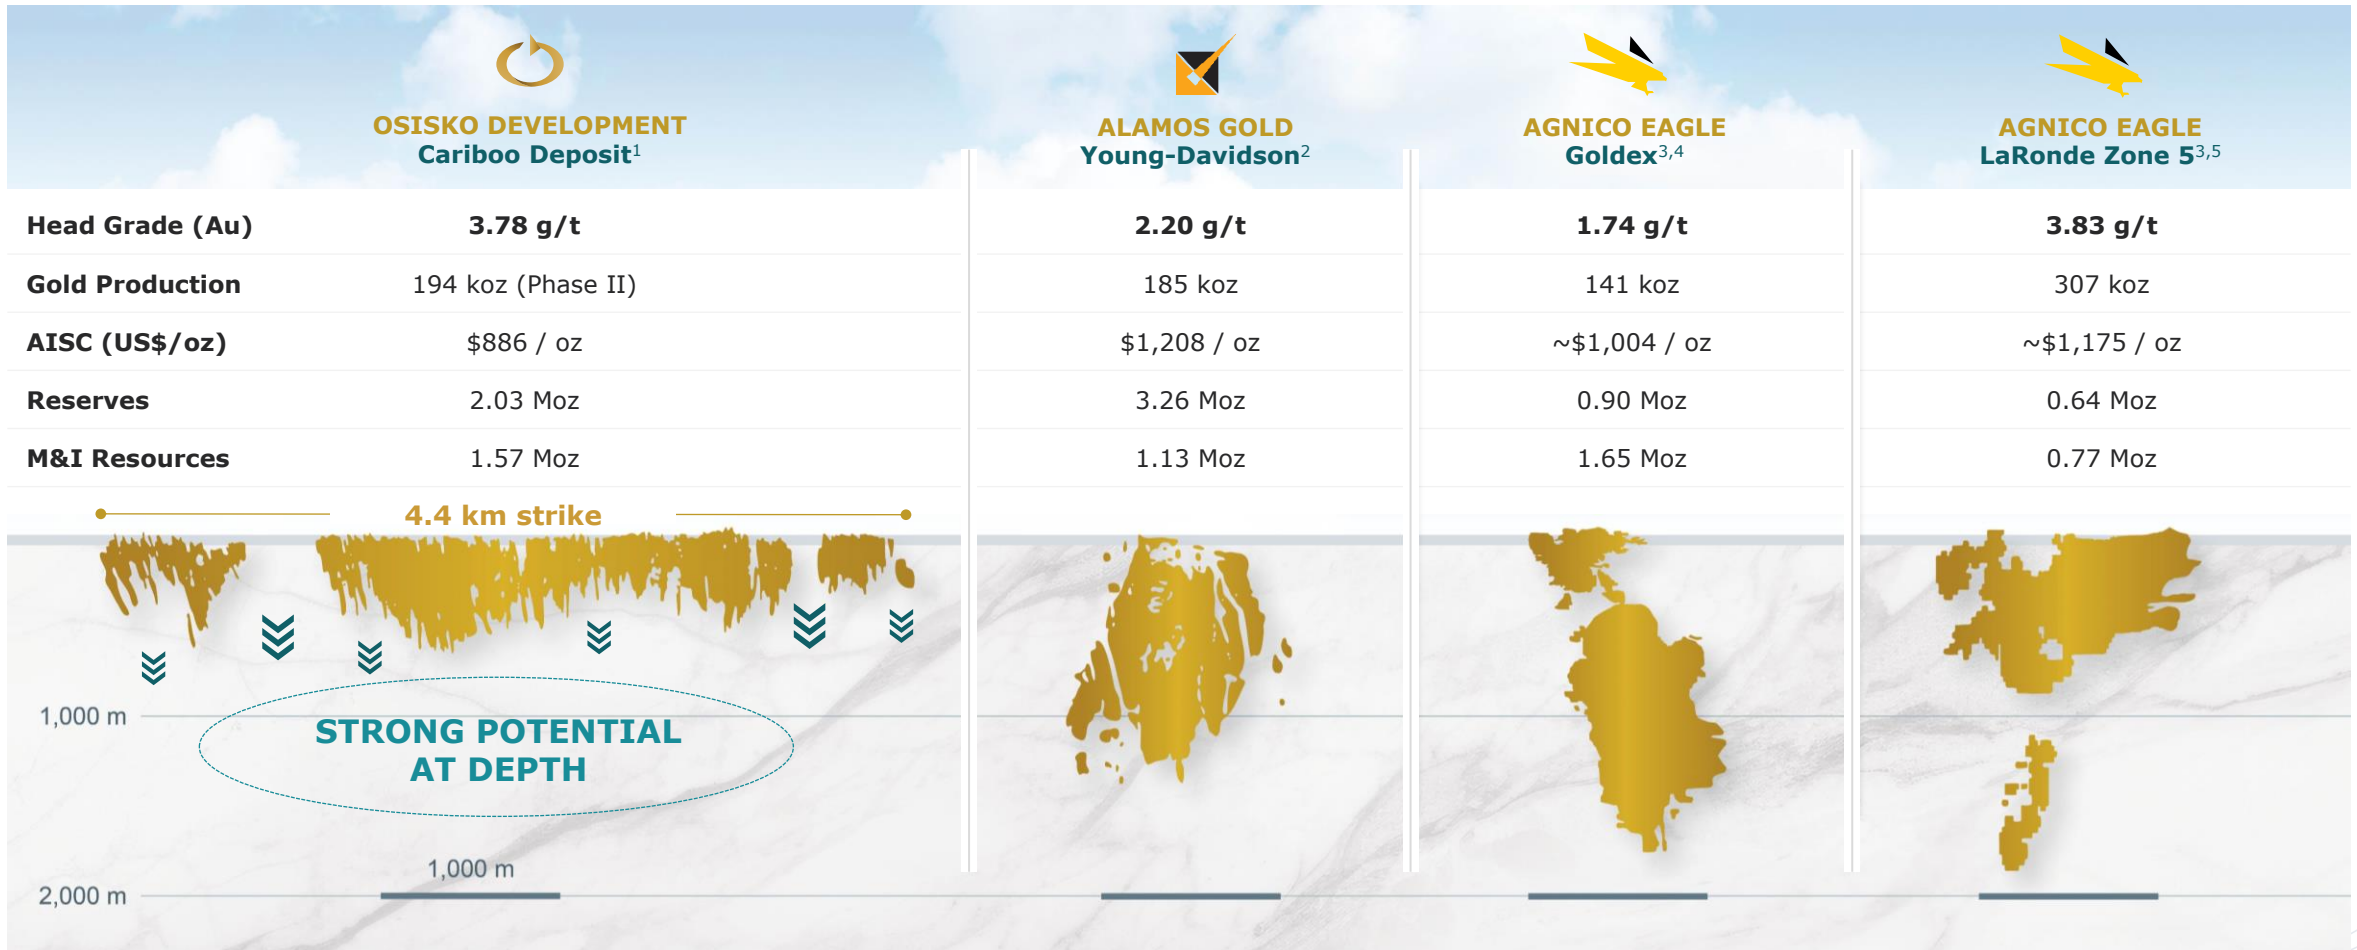 OSISKO DEVELOPMENT
Cariboo Deposit1
ALAMOS GOLD
Young-Davidson2
AGNICO EAGLE
Goldex3,4
AGNICO EAGLE
LaRonde Zone 53,5
Head Grade (Au) 3.78 g/t 2.20 g/t 1.74 g/t 3.83 g/t
Gold Production 194 koz (Phase II) 185 koz 141 koz 307 koz
AISC (US$/oz) $886 / oz $1,208 / oz ~$1,004 / oz ~$1,175 / oz
Reserves 2.03 Moz 3.26 Moz 0.90 Moz 0.64 Moz
M&I Resources 1.57 Moz 1.13 Moz 1.65 Moz 0.77 Moz
4.4 km strike
1,000 m
STRONG POTENTIAL
AT DEPTH
1,000 m
2,000 m